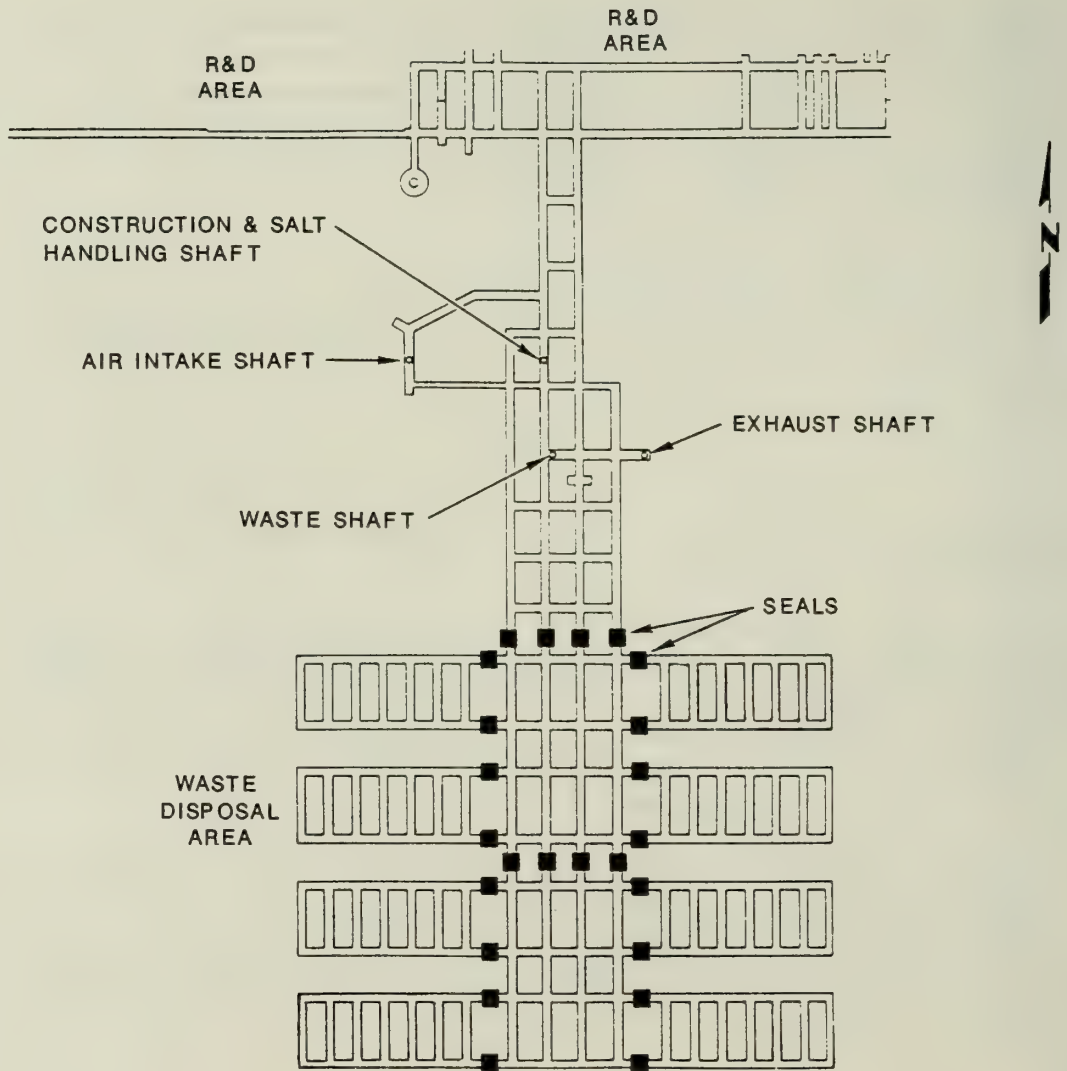 R&D
AREA
R&D
AREA
N
CONSTRUCTION & SALT
HANDLING SHAFT
AIR INTAKE SHAFT
EXHAUST SHAFT
WASTE SHAFT
SEALS
WASTE
DISPOSAL
AREA